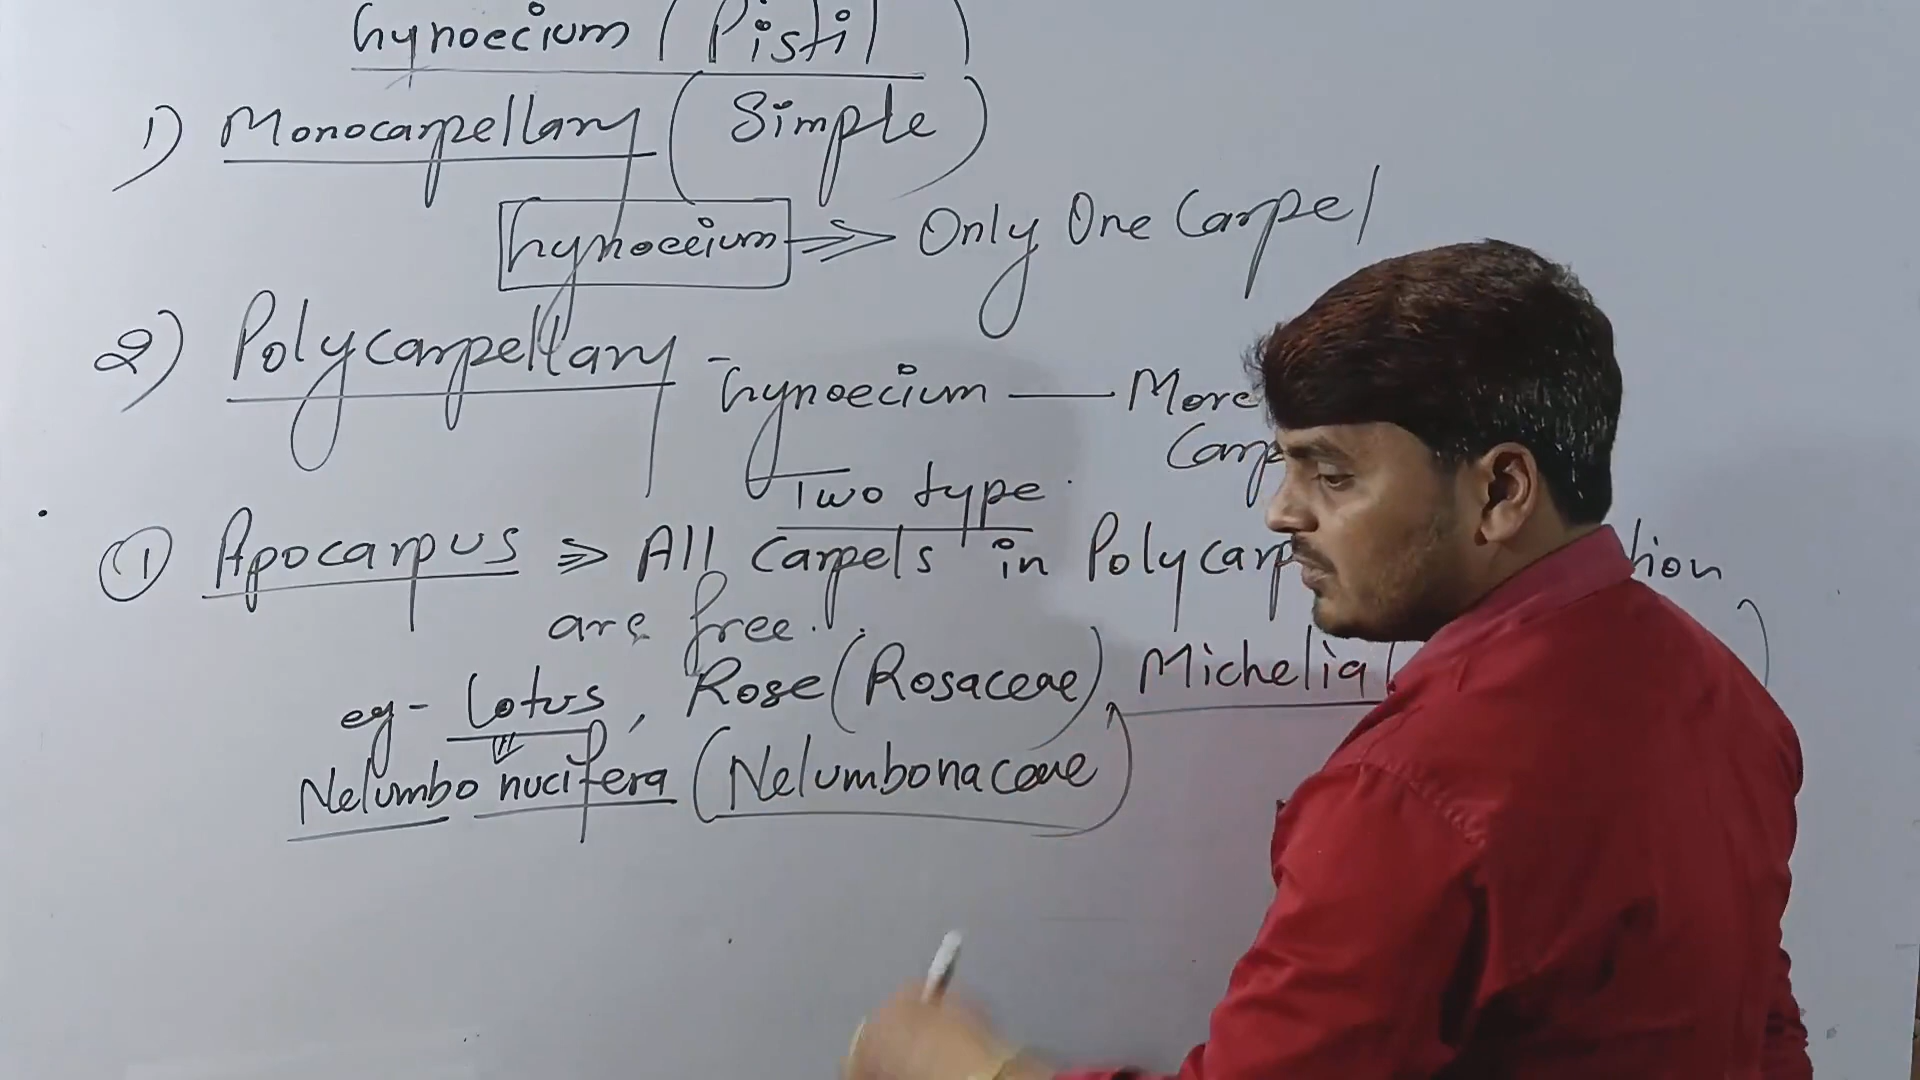 Gynoecium (Pistil)
1) Monocarpellary (Simple)
Gynoecium ⇒ Only One Carpel
2) Polycarpellary - Gynoecium — More
Two type
① Apocarpus ⇒ All Carpels in
are free.
eg - Lotus, Rose (Rosaceae), Michelia (
Nelumbo nucifera (Nelumbonaceae)